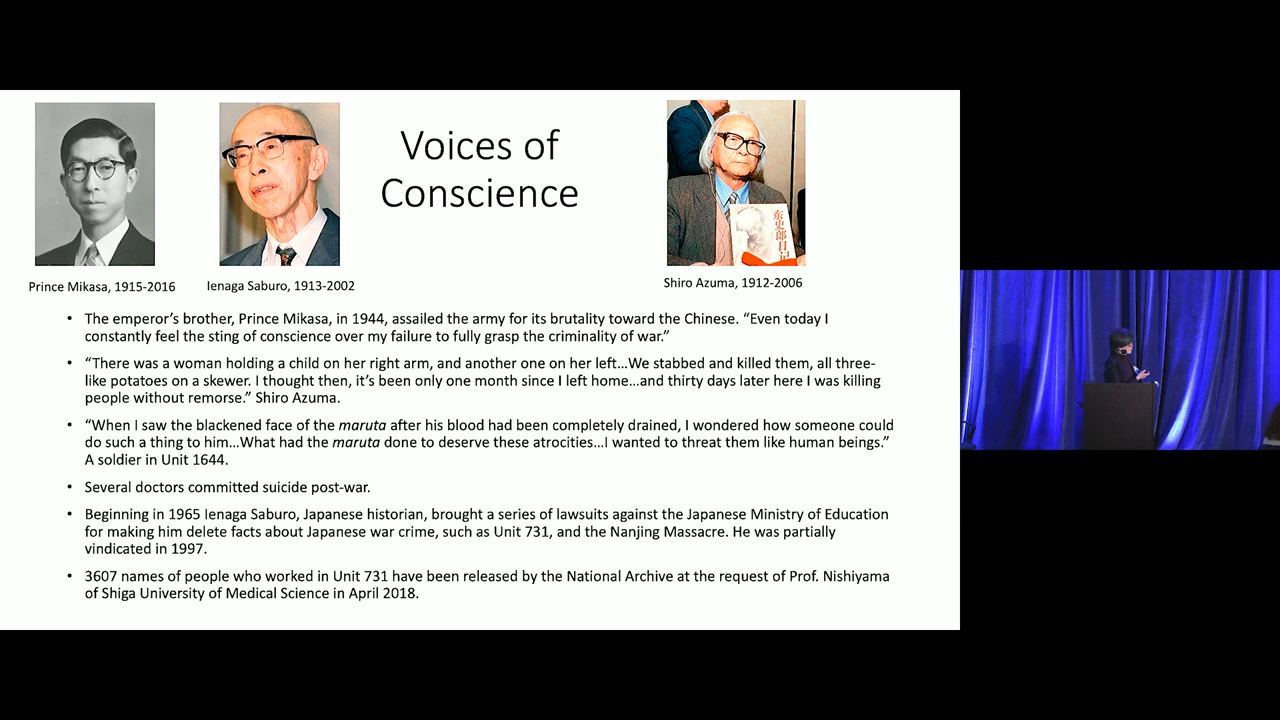 Voices of
Conscience
Prince Mikasa, 1915-2016
Ienaga Saburo, 1913-2002
东史郎日记
Shiro Azuma, 1912-2006
• The emperor’s brother, Prince Mikasa, in 1944, assailed the army for its brutality toward the Chinese. “Even today I
constantly feel the sting of conscience over my failure to fully grasp the criminality of war.”
• “There was a woman holding a child on her right arm, and another one on her left…We stabbed and killed them, all three-
like potatoes on a skewer. I thought then, it’s been only one month since I left home…and thirty days later here I was killing
people without remorse.” Shiro Azuma.
• “When I saw the blackened face of the maruta after his blood had been completely drained, I wondered how someone could
do such a thing to him…What had the maruta done to deserve these atrocities…I wanted to threat them like human beings.”
A soldier in Unit 1644.
• Several doctors committed suicide post-war.
• Beginning in 1965 Ienaga Saburo, Japanese historian, brought a series of lawsuits against the Japanese Ministry of Education
for making him delete facts about Japanese war crime, such as Unit 731, and the Nanjing Massacre. He was partially
vindicated in 1997.
• 3607 names of people who worked in Unit 731 have been released by the National Archive at the request of Prof. Nishiyama
of Shiga University of Medical Science in April 2018.